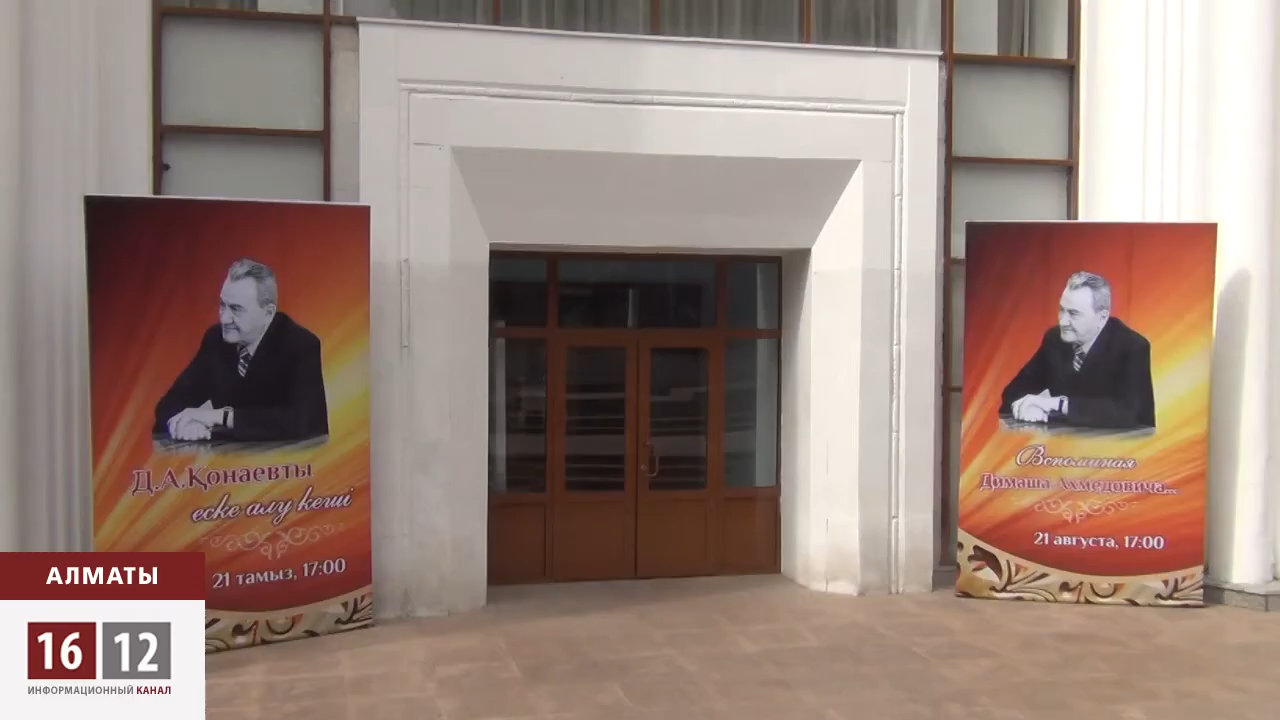 Д.А.Қонаевты
еске алу кеші
21 тамыз, 17:00
Вспоминая
Димаша Ахмедовича...
21 августа, 17:00
АЛМАТЫ
16 12
ИНФОРМАЦИОННЫЙ КАНАЛ